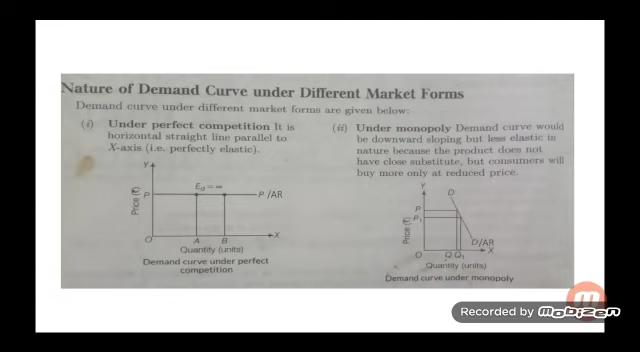 Nature of Demand Curve under Different Market Forms
Demand curve under different market forms are given below:
(i) Under perfect competition It is
horizontal straight line parallel to
X-axis (i.e. perfectly elastic).
Y
Price (₹)
P
Ed = ∞
P/AR
O
A
B
X
Quantity (units)
Demand curve under perfect
competition
(ii) Under monopoly Demand curve would
be downward sloping but less elastic in
nature because the product does not
have close substitute, but consumers will
buy more only at reduced price.
Y
D
Price (₹)
P
P1
D/AR
O
Q Q1
X
Quantity (units)
Demand curve under monopoly
Recorded by Mobizen